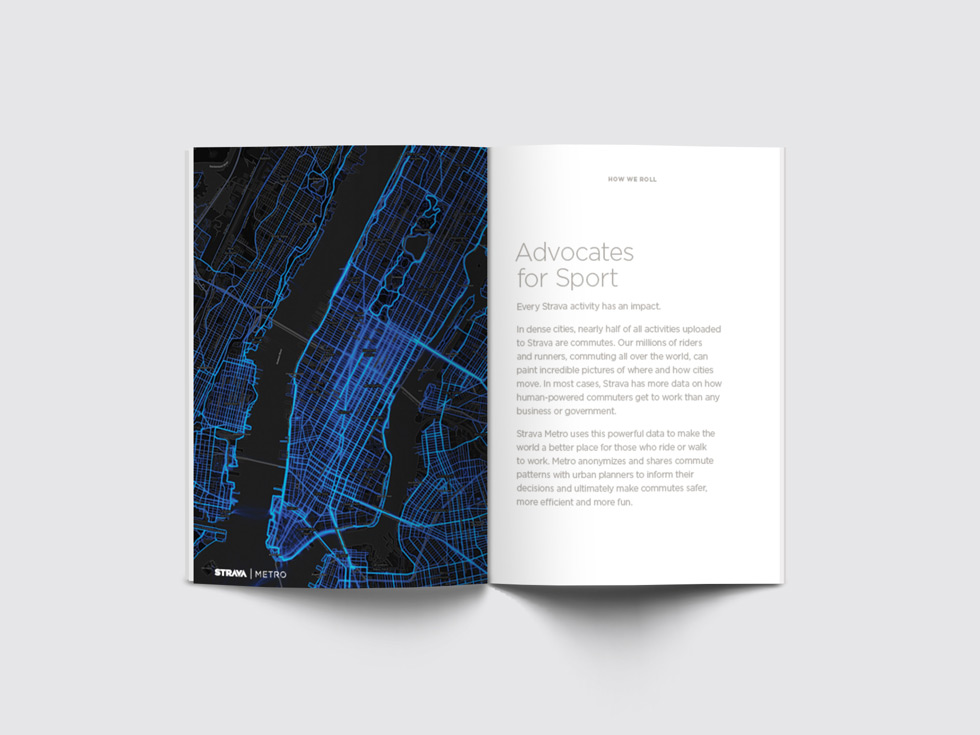 STRAVA | METRO
HOW WE ROLL
Advocates
for Sport
Every Strava activity has an impact.
In dense cities, nearly half of all activities uploaded
to Strava are commutes. Our millions of riders
and runners, commuting all over the world, can
paint incredible pictures of where and how cities
move. In most cases, Strava has more data on how
human-powered commuters get to work than any
business or government.
Strava Metro uses this powerful data to make the
world a better place for those who ride or walk
to work. Metro anonymizes and shares commute
patterns with urban planners to inform their
decisions and ultimately make commutes safer,
more efficient and more fun.